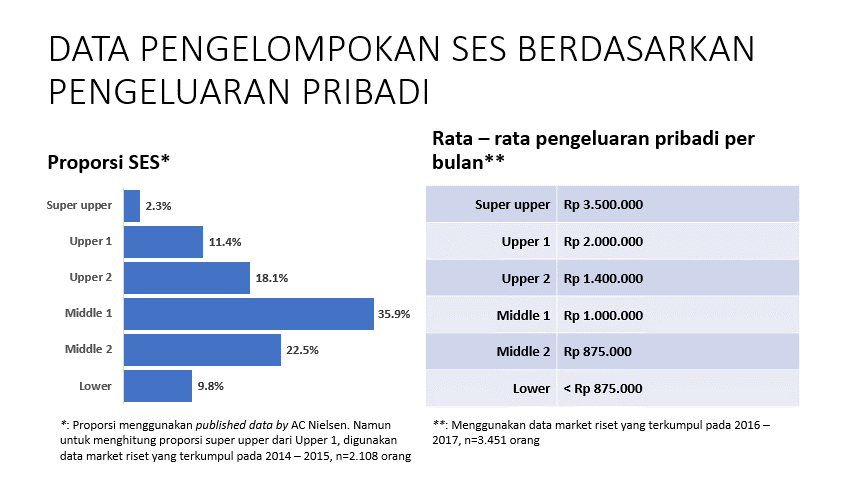 DATA PENGELOMPOKAN SES BERDASARKAN
PENGELUARAN PRIBADI
Proporsi SES*
Super upper 2.3%
Upper 1 11.4%
Upper 2 18.1%
Middle 1 35.9%
Middle 2 22.5%
Lower 9.8%
*: Proporsi menggunakan published data by AC Nielsen. Namun
untuk menghitung proporsi super upper dari Upper 1, digunakan
data market riset yang terkumpul pada 2014 – 2015, n=2.108 orang
Rata – rata pengeluaran pribadi per
bulan**
Super upper Rp 3.500.000
Upper 1 Rp 2.000.000
Upper 2 Rp 1.400.000
Middle 1 Rp 1.000.000
Middle 2 Rp 875.000
Lower < Rp 875.000
**: Menggunakan data market riset yang terkumpul pada 2016 –
2017, n=3.451 orang